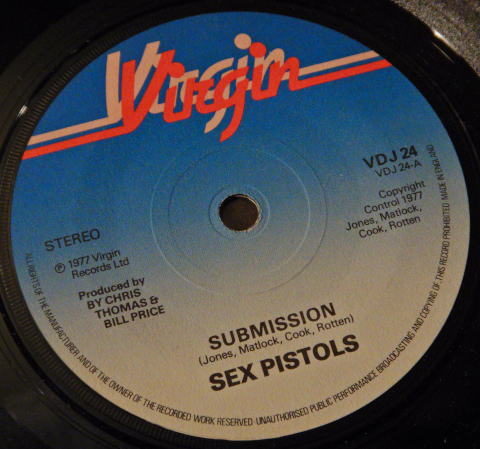 Virgin
VDJ 24
VDJ 24-A
Copyright
Control 1977
Jones, Matlock,
Cook, Rotten
STEREO
℗ 1977 Virgin
Records Ltd
Produced by
BY CHRIS
THOMAS &
BILL PRICE
SUBMISSION
(Jones, Matlock, Cook, Rotten)
SEX PISTOLS
ALL RIGHTS OF THE MANUFACTURER AND OF THE OWNER OF THE RECORDED WORK RESERVED · UNAUTHORISED PUBLIC PERFORMANCE BROADCASTING AND COPYING OF THIS RECORD PROHIBITED MADE IN ENGLAND